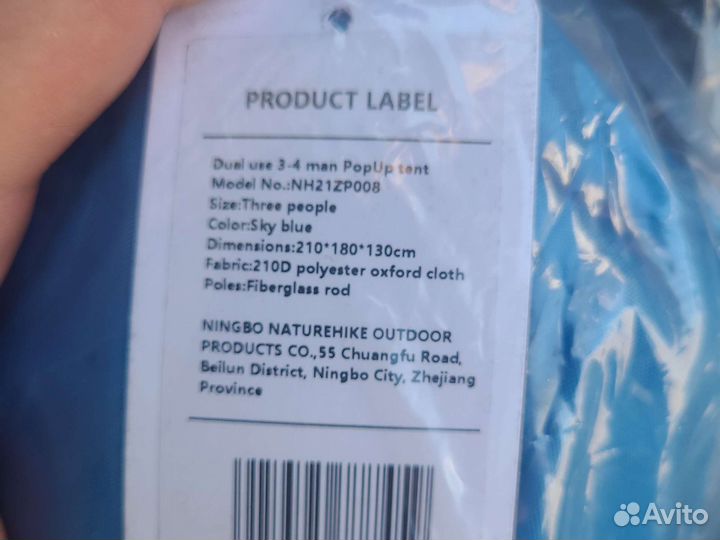 PRODUCT LABEL
Dual use 3-4 man PopUp tent
Model No.:NH21ZP008
Size:Three people
Color:Sky blue
Dimensions:210*180*130cm
Fabric:210D polyester oxford cloth
Poles:Fiberglass rod
NINGBO NATUREHIKE OUTDOOR
PRODUCTS CO.,55 Chuangfu Road,
Beilun District, Ningbo City, Zhejiang
Province
Avito